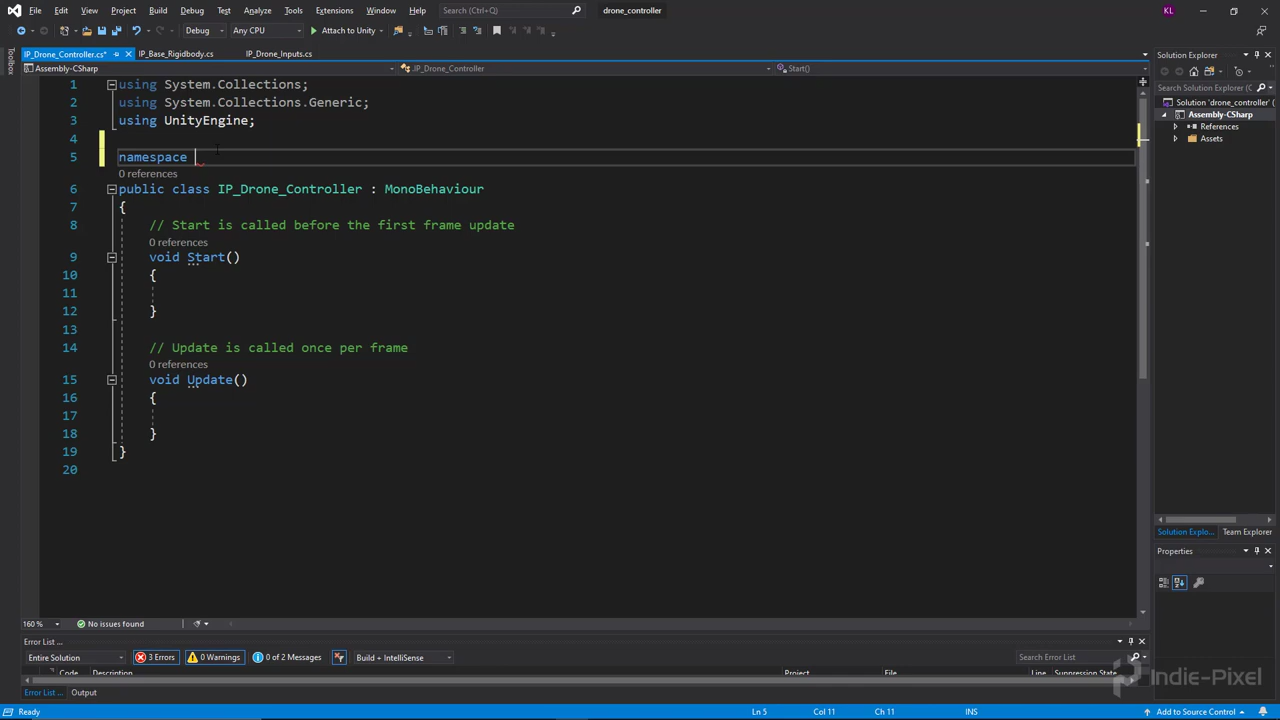 File Edit View Project Build Debug Test Analyze Tools Extensions Window Help Search (Ctrl+Q) drone_controller KL
Debug Any CPU Attach to Unity
IP_Drone_Controller.cs* IP_Base_Rigidbody.cs IP_Drone_Inputs.cs
Assembly-CSharp IP_Drone_Controller Start()
Toolbox
1 using System.Collections;
2 using System.Collections.Generic;
3 using UnityEngine;
4
5 namespace
0 references
6 public class IP_Drone_Controller : MonoBehaviour
7 {
8 // Start is called before the first frame update
0 references
9 void Start()
10 {
11
12 }
13
14 // Update is called once per frame
0 references
15 void Update()
16 {
17
18 }
19 }
20
160 % No issues found
Solution Explorer
Search Solution Explorer
Solution 'drone_controller' (
Assembly-CSharp
References
Assets
Solution Explo... Team Explorer
Properties
Error List ...
Entire Solution 3 Errors 0 Warnings 0 of 2 Messages Build + IntelliSense Search Error List
Code Description Project File Line Suppression State
Error List ... Output
Indie-Pixel
Ready Ln 5 Col 11 Ch 11 INS Add to Source Control